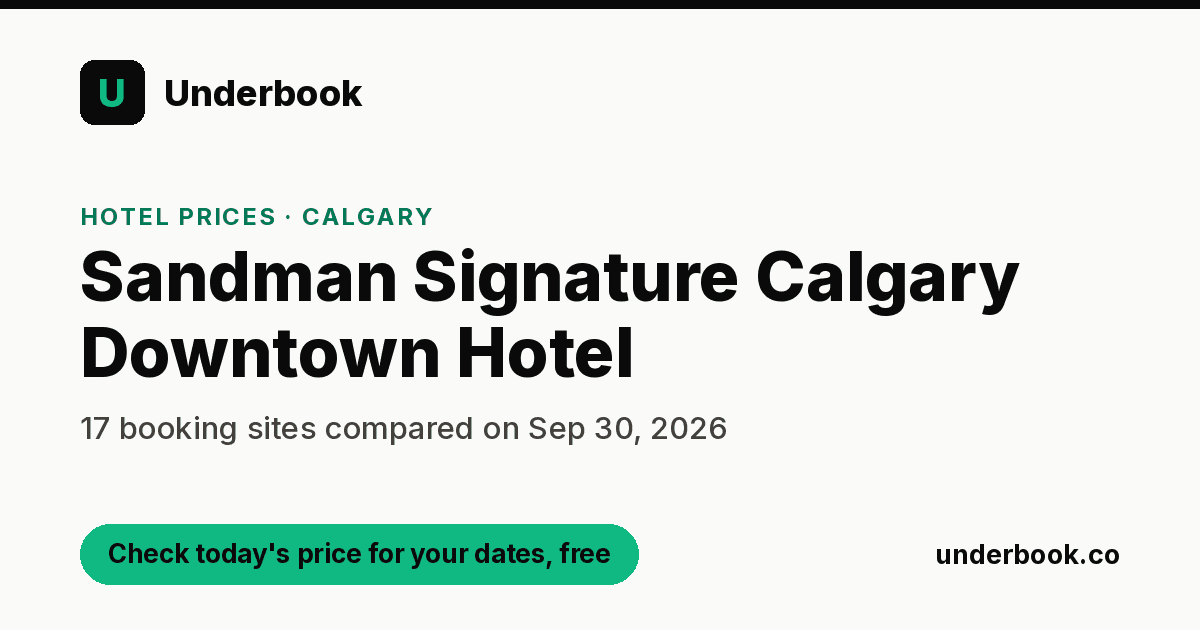 U
Underbook
HOTEL PRICES · CALGARY
Sandman Signature Calgary
Downtown Hotel
17 booking sites compared on Sep 30, 2026
Check today's price for your dates, free
underbook.co